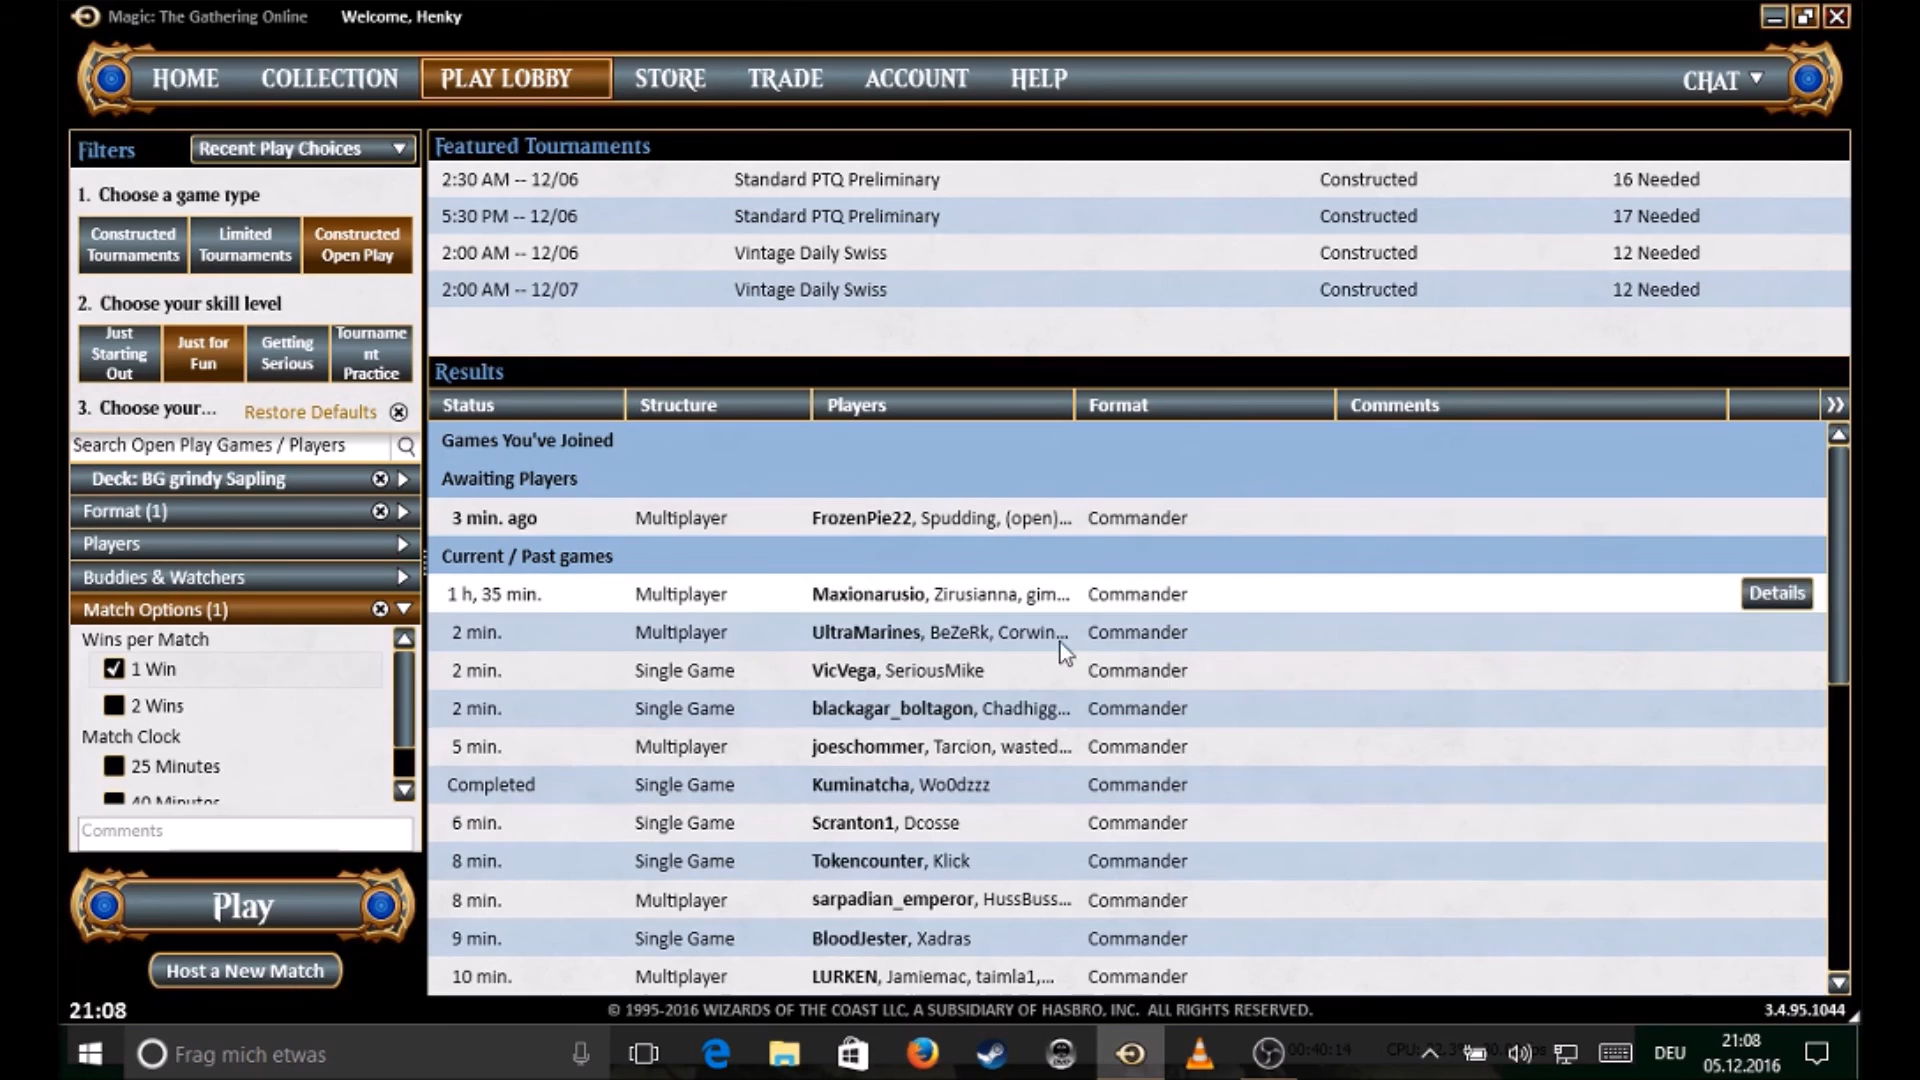 Magic: The Gathering Online Welcome, Henky
HOME COLLECTION PLAY LOBBY STORE TRADE ACCOUNT HELP CHAT
Filters Recent Play Choices
1. Choose a game type
Constructed Tournaments Limited Tournaments Constructed Open Play
2. Choose your skill level
Just Starting Out Just for Fun Getting Serious Tourname nt Practice
3. Choose your... Restore Defaults
Search Open Play Games / Players
Deck: BG grindy Sapling
Format (1)
Players
Buddies & Watchers
Match Options (1)
Wins per Match
1 Win
2 Wins
Match Clock
25 Minutes
40 Minutes
Comments
Play
Host a New Match
21:08
Featured Tournaments
2:30 AM -- 12/06 Standard PTQ Preliminary Constructed 16 Needed
5:30 PM -- 12/06 Standard PTQ Preliminary Constructed 17 Needed
2:00 AM -- 12/06 Vintage Daily Swiss Constructed 12 Needed
2:00 AM -- 12/07 Vintage Daily Swiss Constructed 12 Needed
Results
Status Structure Players Format Comments
Games You've Joined
Awaiting Players
3 min. ago Multiplayer FrozenPie22, Spudding, (open)... Commander
Current / Past games
1 h, 35 min. Multiplayer Maxionarusio, Zirusianna, gim... Commander Details
2 min. Multiplayer UltraMarines, BeZeRk, Corwin... Commander
2 min. Single Game VicVega, SeriousMike Commander
2 min. Single Game blackagar_boltagon, Chadhigg... Commander
5 min. Multiplayer joeschommer, Tarcion, wasted... Commander
Completed Single Game Kuminatcha, Wo0dzzz Commander
6 min. Single Game Scranton1, Dcosse Commander
8 min. Single Game Tokencounter, Klick Commander
8 min. Multiplayer sarpadian_emperor, HussBuss... Commander
9 min. Single Game BloodJester, Xadras Commander
10 min. Multiplayer LURKEN, Jamiemac, taimla1,... Commander
© 1995-2016 WIZARDS OF THE COAST LLC, A SUBSIDIARY OF HASBRO, INC. ALL RIGHTS RESERVED.
3.4.95.1044
Frag mich etwas
00:40:14
DEU
21:08
05.12.2016